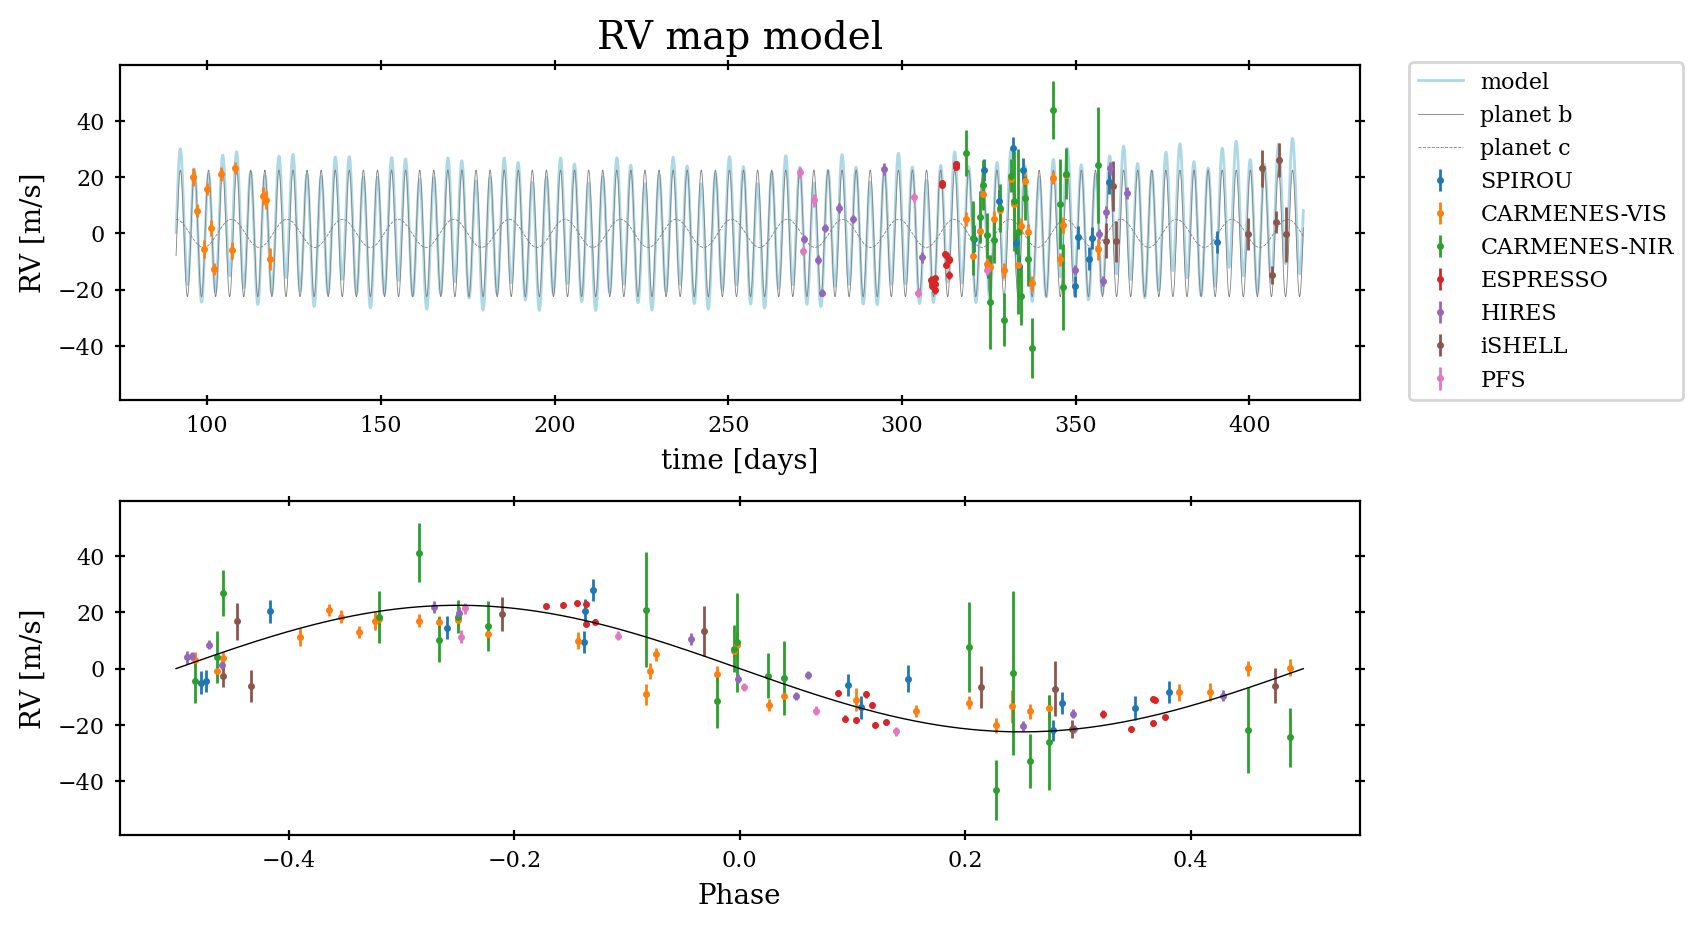 RV map model
RV [m/s]
40
20
0
−20
−40
100 150 200 250 300 350 400
time [days]
model
planet b
planet c
SPIROU
CARMENES-VIS
CARMENES-NIR
ESPRESSO
HIRES
iSHELL
PFS
RV [m/s]
40
20
0
−20
−40
−0.4 −0.2 0.0 0.2 0.4
Phase